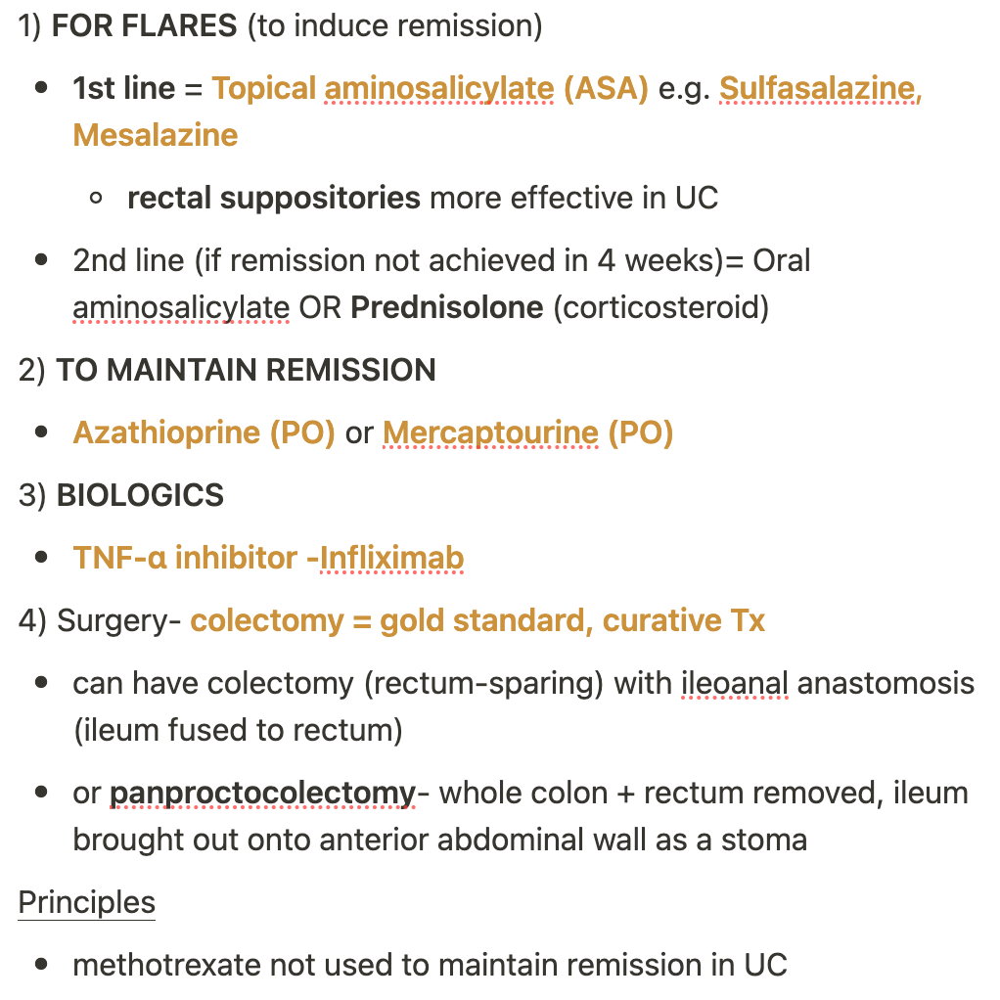 1) FOR FLARES (to induce remission)
• 1st line = Topical aminosalicylate (ASA) e.g. Sulfasalazine,
Mesalazine
◦ rectal suppositories more effective in UC
• 2nd line (if remission not achieved in 4 weeks)= Oral
aminosalicylate OR Prednisolone (corticosteroid)
2) TO MAINTAIN REMISSION
• Azathioprine (PO) or Mercaptourine (PO)
3) BIOLOGICS
• TNF-α inhibitor -Infliximab
4) Surgery- colectomy = gold standard, curative Tx
• can have colectomy (rectum-sparing) with ileoanal anastomosis
(ileum fused to rectum)
• or panproctocolectomy- whole colon + rectum removed, ileum
brought out onto anterior abdominal wall as a stoma
Principles
• methotrexate not used to maintain remission in UC